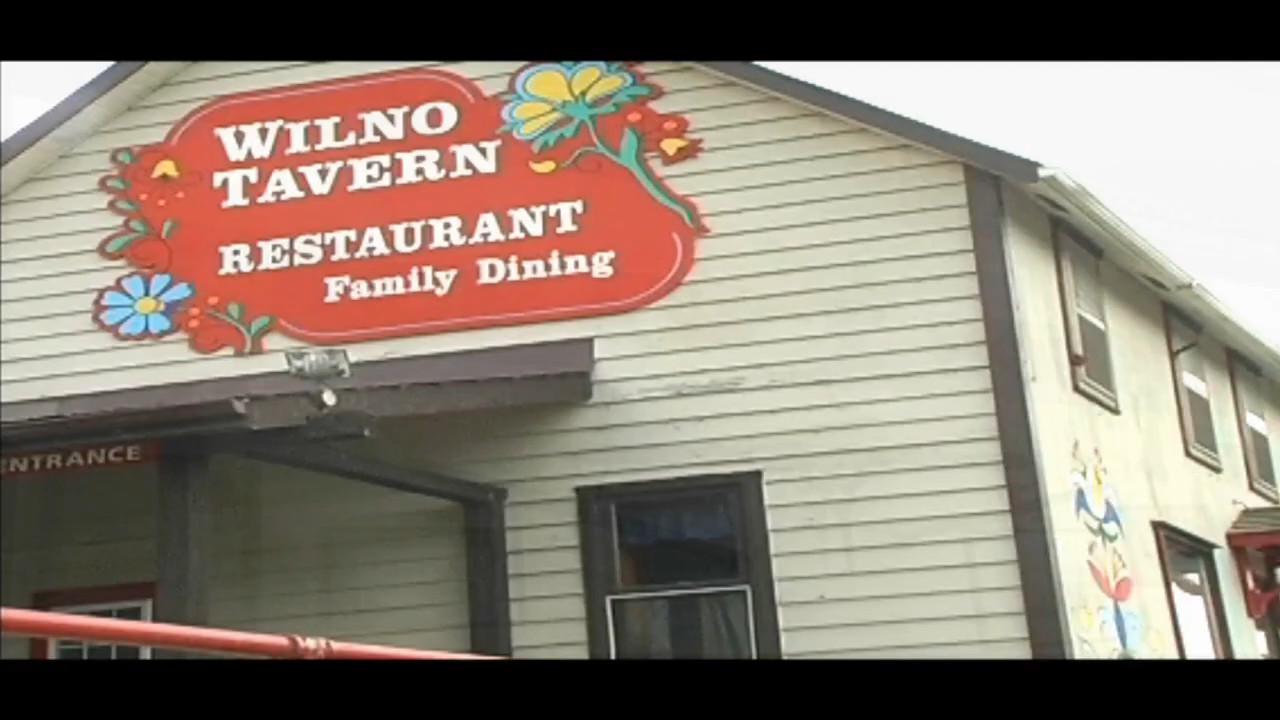 WILNO
TAVERN
RESTAURANT
Family Dining
ENTRANCE